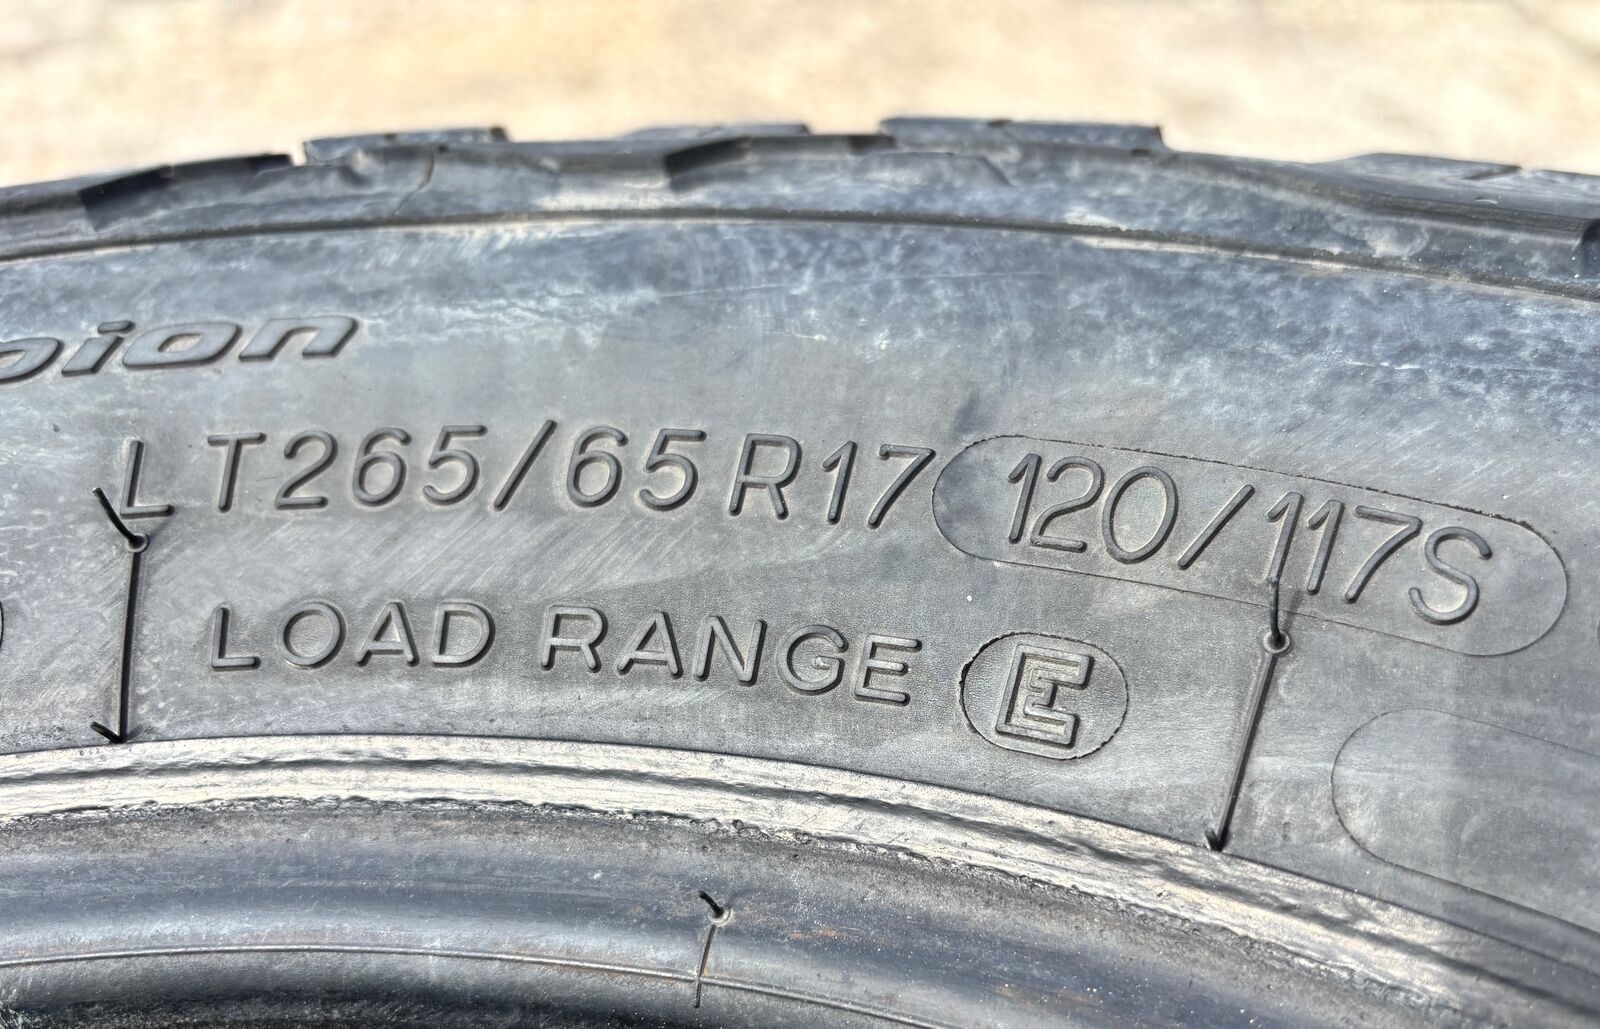 pion
LT265/65R17 120/117S
LOAD RANGE E